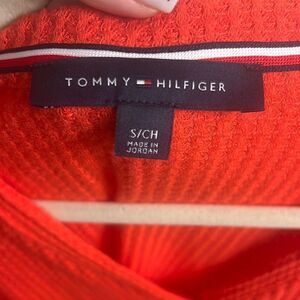 TOMMY HILFIGER
S/CH
MADE IN
JORDAN